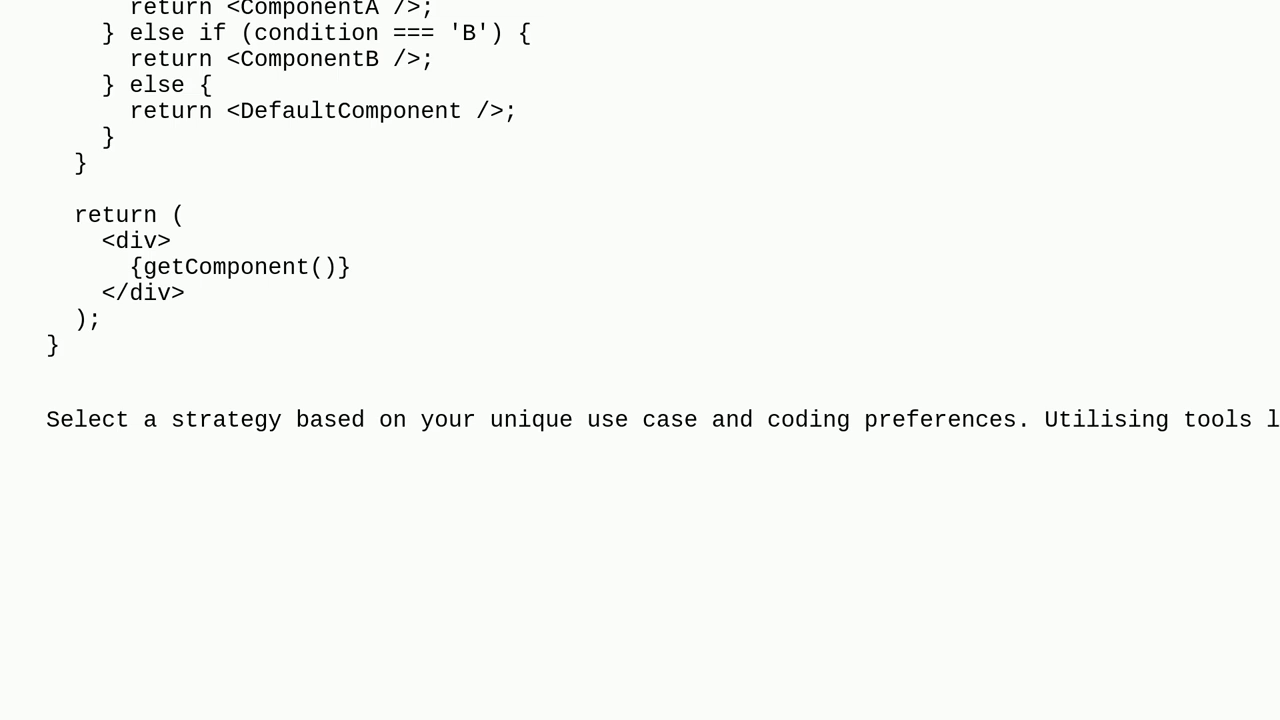 return <ComponentA />;
} else if (condition === 'B') {
return <ComponentB />;
} else {
return <DefaultComponent />;
}
}
return (
<div>
{getComponent()}
</div>
);
}
Select a strategy based on your unique use case and coding preferences. Utilising tools